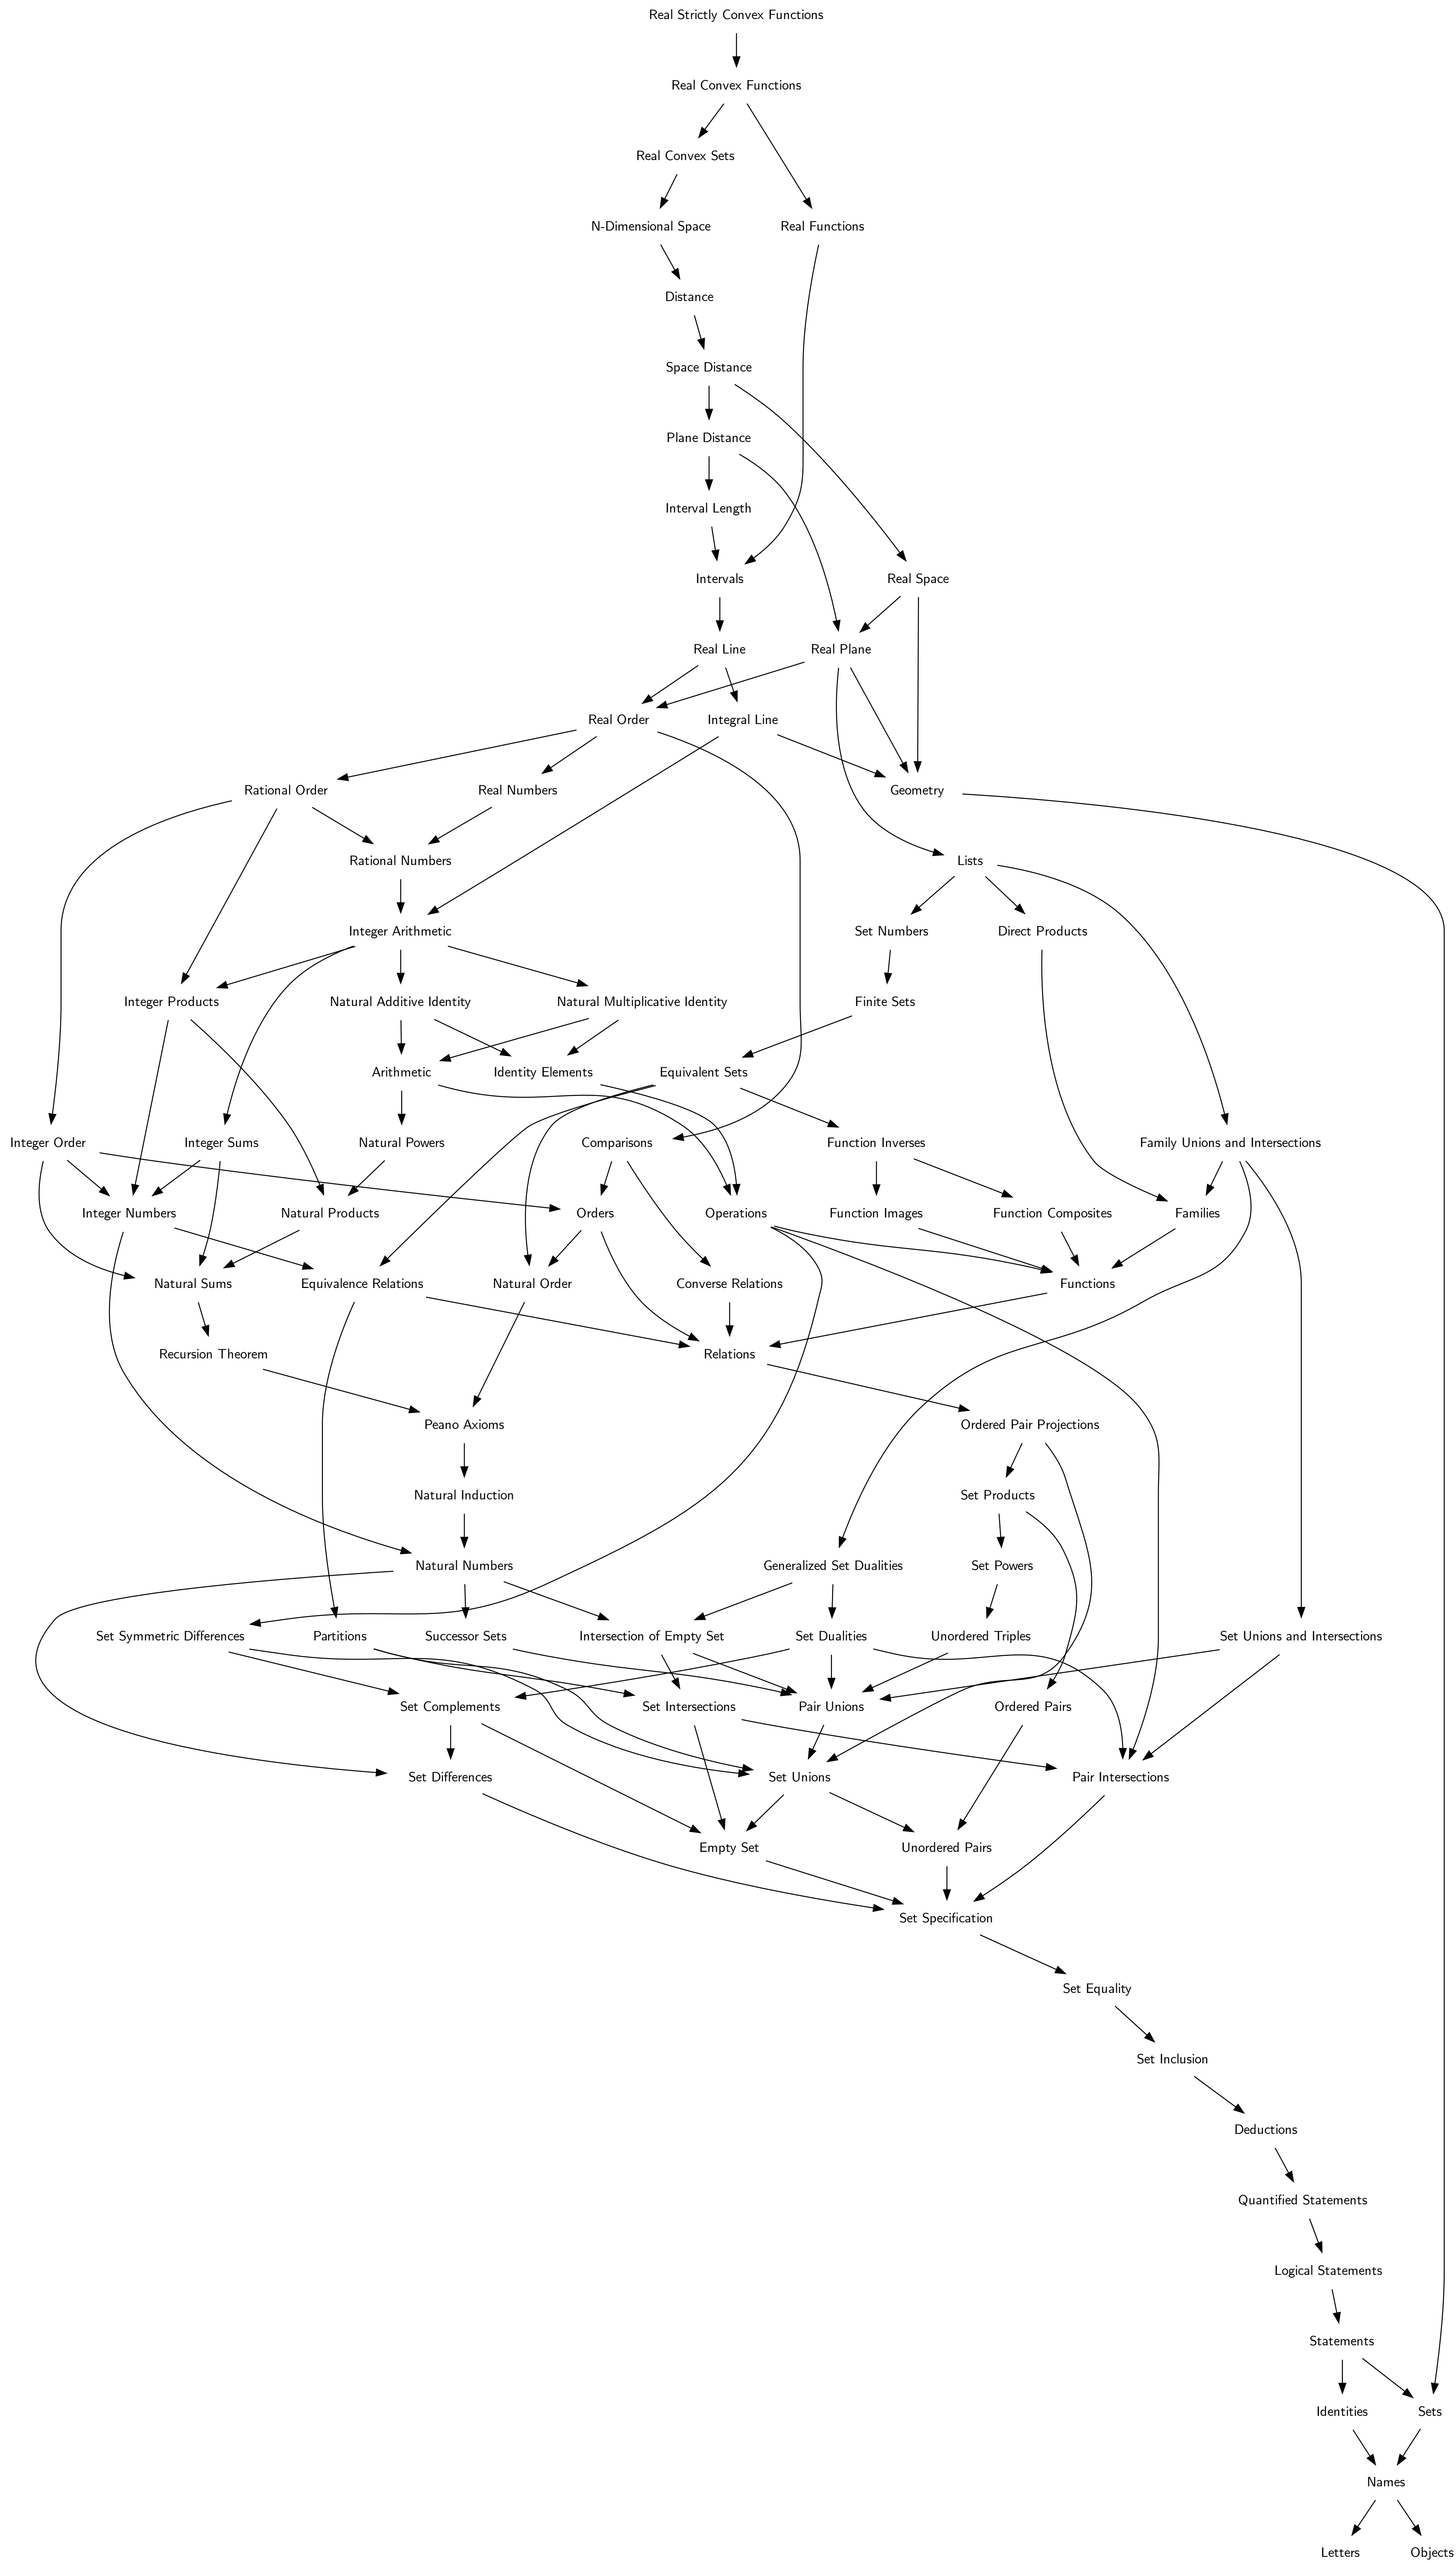 Real Strictly Convex Functions
Real Convex Functions
Real Convex Sets
N-Dimensional Space
Real Functions
Distance
Space Distance
Plane Distance
Interval Length
Intervals
Real Space
Real Line
Real Plane
Real Order
Integral Line
Rational Order
Real Numbers
Geometry
Rational Numbers
Lists
Integer Arithmetic
Set Numbers
Direct Products
Integer Products
Natural Additive Identity
Natural Multiplicative Identity
Finite Sets
Arithmetic
Identity Elements
Equivalent Sets
Integer Order
Integer Sums
Natural Powers
Comparisons
Function Inverses
Family Unions and Intersections
Integer Numbers
Natural Products
Orders
Operations
Function Images
Function Composites
Families
Natural Sums
Equivalence Relations
Natural Order
Converse Relations
Functions
Recursion Theorem
Relations
Peano Axioms
Ordered Pair Projections
Natural Induction
Set Products
Natural Numbers
Generalized Set Dualities
Set Powers
Set Symmetric Differences
Partitions
Successor Sets
Intersection of Empty Set
Set Dualities
Unordered Triples
Set Unions and Intersections
Set Complements
Set Intersections
Pair Unions
Ordered Pairs
Set Differences
Set Unions
Pair Intersections
Empty Set
Unordered Pairs
Set Specification
Set Equality
Set Inclusion
Deductions
Quantified Statements
Logical Statements
Statements
Identities
Sets
Names
Letters
Objects